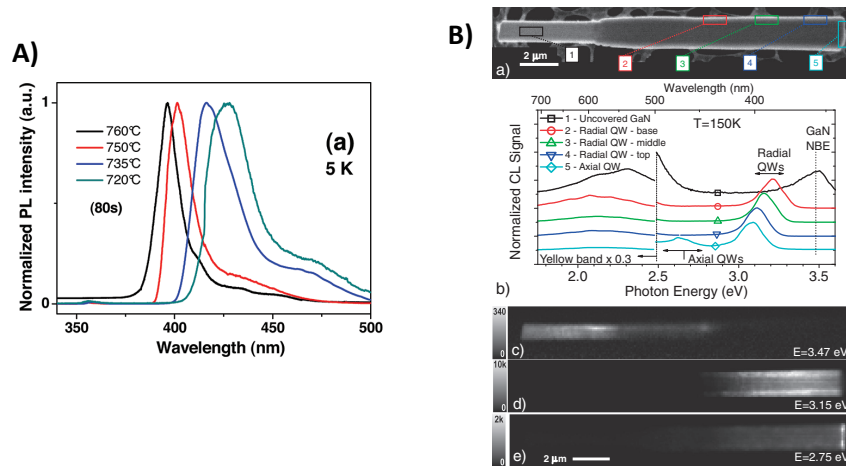 A)
Normalized PL intensity (a.u.)
1
0
760℃
750℃
735℃
720℃
(80s)
(a)
5 K
350
400
450
500
Wavelength (nm)
B)
1
2
3
4
5
2 µm
a)
Wavelength (nm)
700
600
500
400
Normalized CL Signal
1 - Uncovered GaN
2 - Radial QW - base
3 - Radial QW - middle
4 - Radial QW - top
5 - Axial QW
T=150K
Radial
QWs
GaN
NBE
Yellow band x 0.3
Axial QWs
2.0
2.5
3.0
3.5
b)
Photon Energy (eV)
340
0
c)
E=3.47 eV
10k
0
d)
E=3.15 eV
2k
0
e)
2 µm
E=2.75 eV